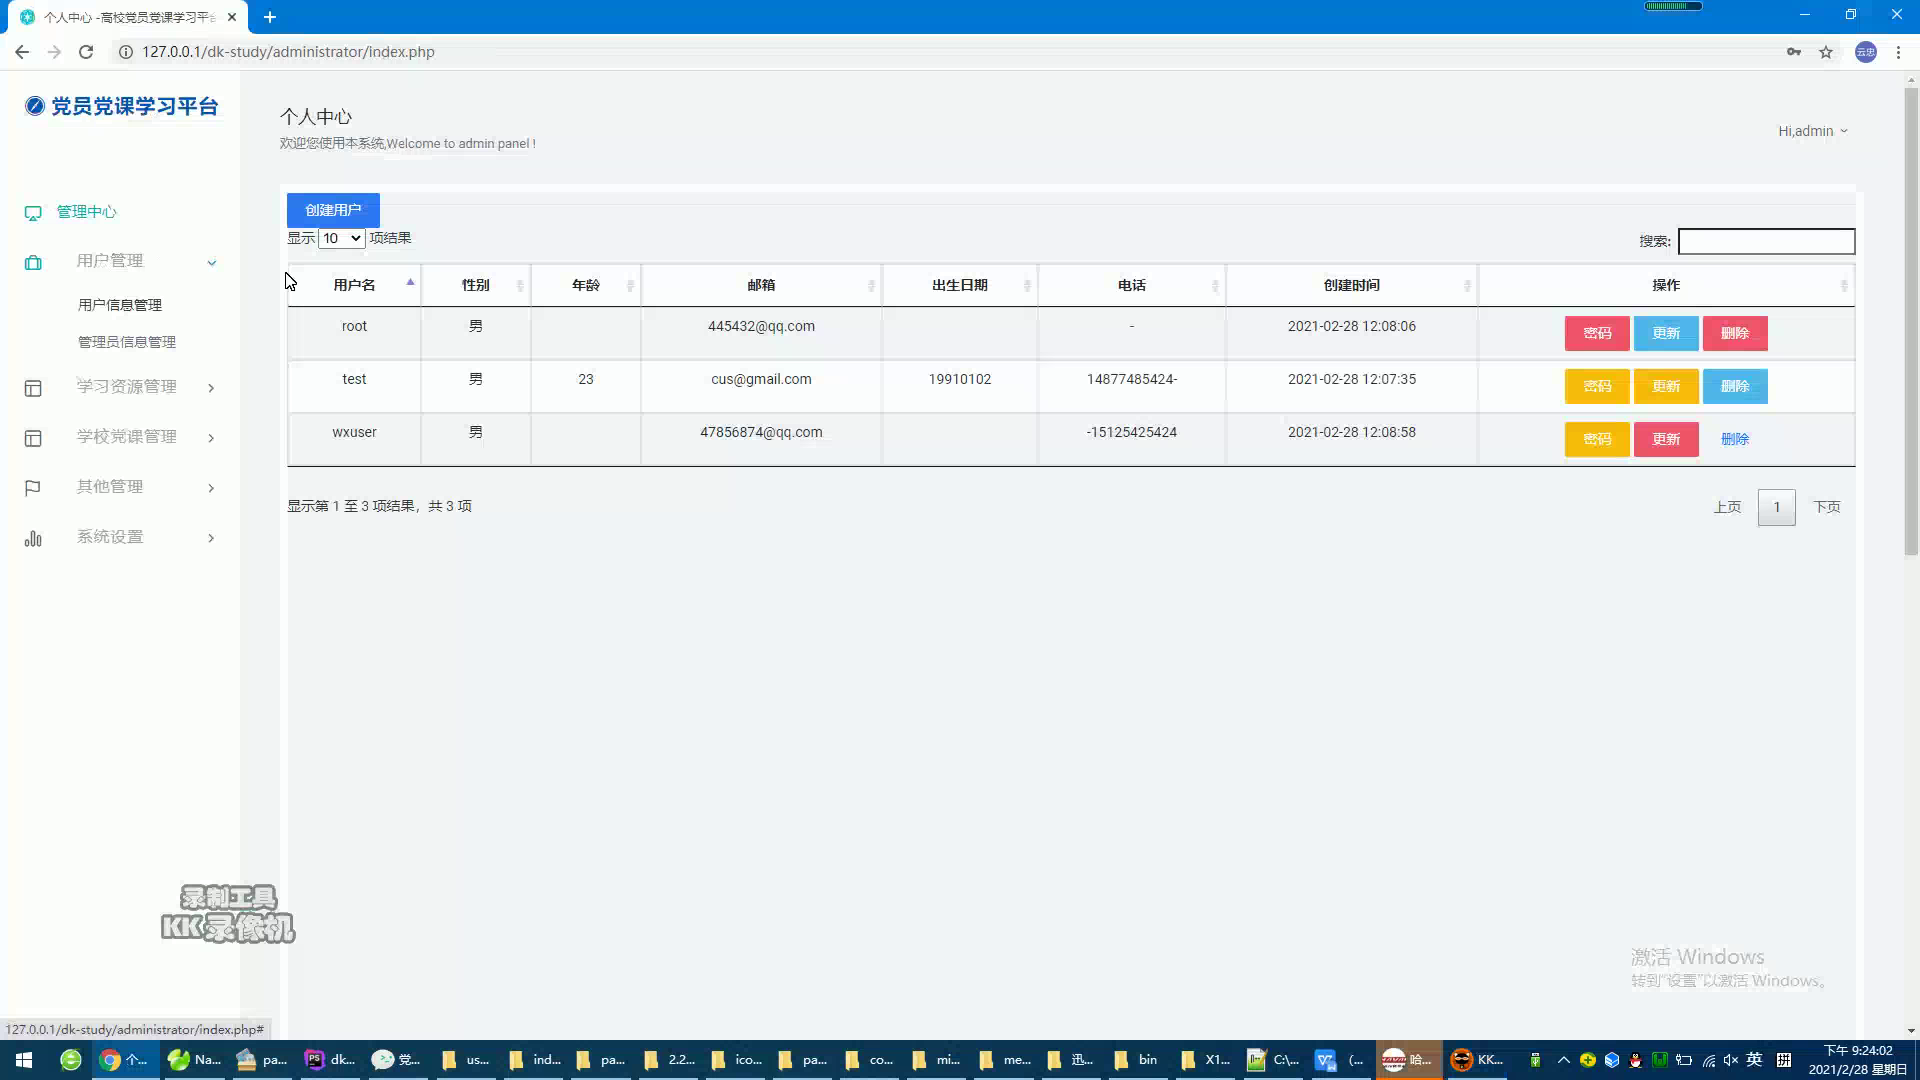 个人中心 -高校党员党课学习平台
127.0.0.1/dk-study/administrator/index.php
云忠
党员党课学习平台
个人中心
欢迎您使用本系统,Welcome to admin panel !
Hi,admin
管理中心
用户管理
用户信息管理
管理员信息管理
学习资源管理
学校党课管理
其他管理
系统设置
创建用户
显示 10 项结果
搜索:
用户名 性别 年龄 邮箱 出生日期 电话 创建时间 操作
root 男 445432@qq.com - 2021-02-28 12:08:06 密码 更新 删除
test 男 23 cus@gmail.com 19910102 14877485424- 2021-02-28 12:07:35 密码 更新 删除
wxuser 男 47856874@qq.com -15125425424 2021-02-28 12:08:58 密码 更新 删除
显示第 1 至 3 项结果，共 3 项
上页 1 下页
录制工具
KK录像机
激活 Windows
转到"设置"以激活 Windows。
127.0.0.1/dk-study/administrator/index.php#
个... Na... pa... dk... 党... us... ind... pa... 2.2... ico... pa... co... mi... me... 迅... bin X1... C:\... (... 哈... KK... 英 拼
下午 9:24:02
2021/2/28 星期日